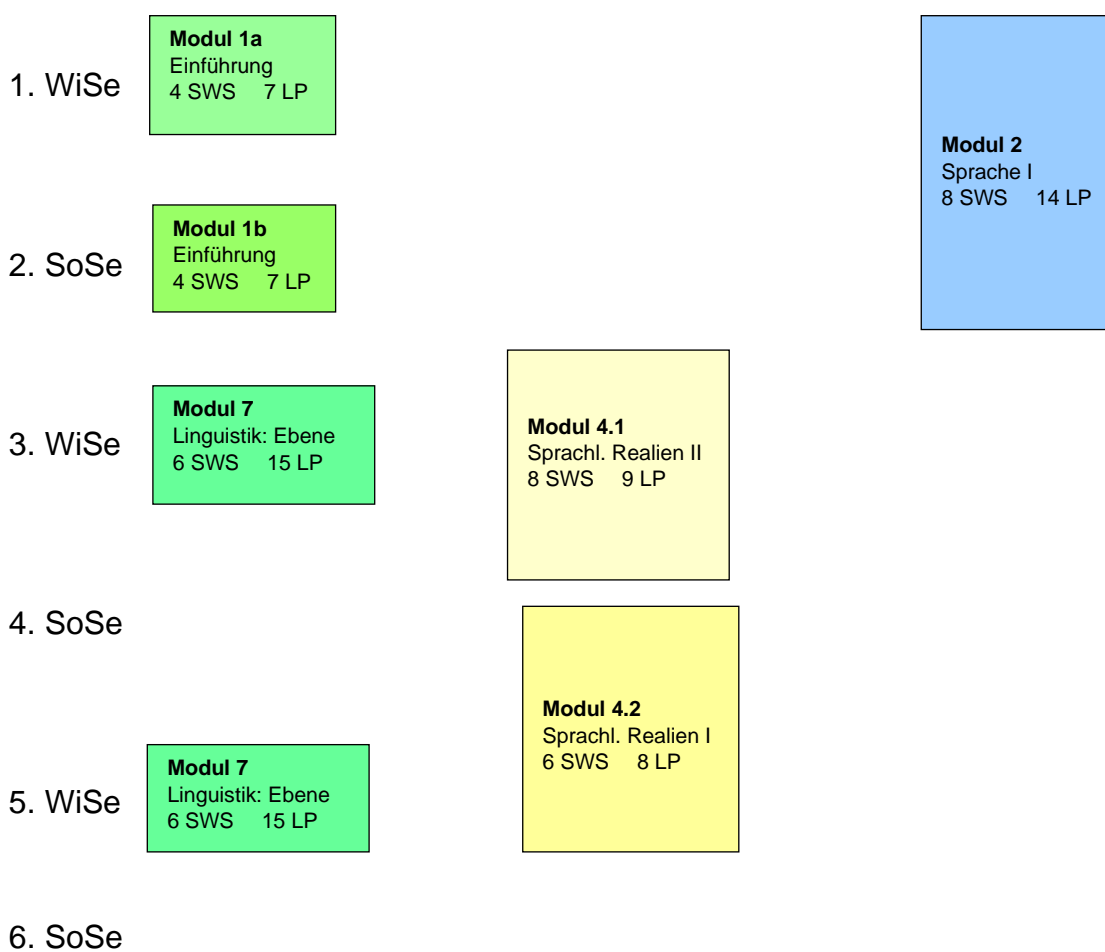 1. WiSe
Modul 1a
Einführung
4 SWS 7 LP
Modul 2
Sprache I
8 SWS 14 LP
2. SoSe
Modul 1b
Einführung
4 SWS 7 LP
3. WiSe
Modul 7
Linguistik: Ebene
6 SWS 15 LP
Modul 4.1
Sprachl. Realien II
8 SWS 9 LP
4. SoSe
Modul 4.2
Sprachl. Realien I
6 SWS 8 LP
5. WiSe
Modul 7
Linguistik: Ebene
6 SWS 15 LP
6. SoSe